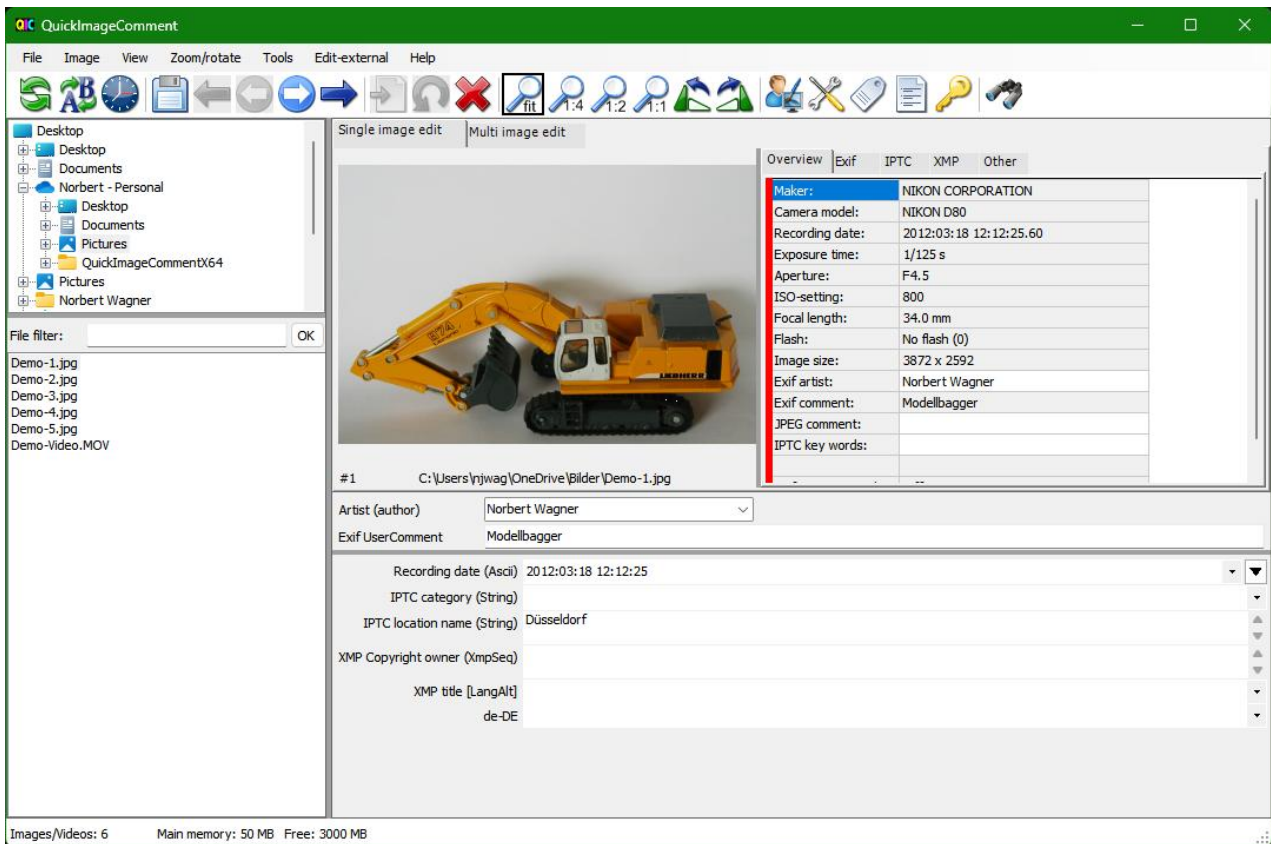 QuickImageComment
File Image View Zoom/rotate Tools Edit-external Help
fit 1:4 1:2 1:1
Desktop
Desktop
Documents
Norbert - Personal
Desktop
Documents
Pictures
QuickImageCommentX64
Pictures
Norbert Wagner
File filter: OK
Demo-1.jpg
Demo-2.jpg
Demo-3.jpg
Demo-4.jpg
Demo-5.jpg
Demo-Video.MOV
Single image edit Multi image edit
974
LIEBHERR
#1 C:\Users\njwag\OneDrive\Bilder\Demo-1.jpg
Overview Exif IPTC XMP Other
Maker: NIKON CORPORATION
Camera model: NIKON D80
Recording date: 2012:03:18 12:12:25.60
Exposure time: 1/125 s
Aperture: F4.5
ISO-setting: 800
Focal length: 34.0 mm
Flash: No flash (0)
Image size: 3872 x 2592
Exif artist: Norbert Wagner
Exif comment: Modellbagger
JPEG comment:
IPTC key words:
Artist (author) Norbert Wagner
Exif UserComment Modellbagger
Recording date (Ascii) 2012:03:18 12:12:25
IPTC category (String)
IPTC location name (String) Düsseldorf
XMP Copyright owner (XmpSeq)
XMP title [LangAlt]
de-DE
Images/Videos: 6 Main memory: 50 MB Free: 3000 MB